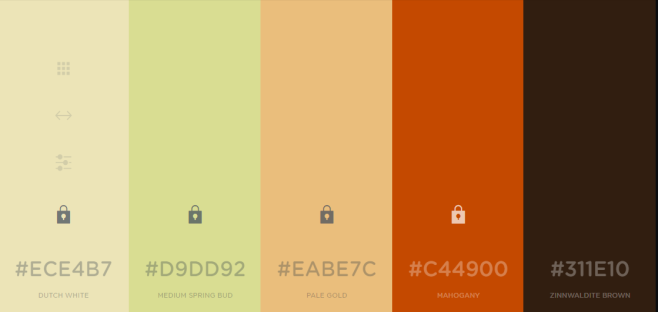 #ECE4B7
DUTCH WHITE
#D9DD92
MEDIUM SPRING BUD
#EABE7C
PALE GOLD
#C44900
MAHOGANY
#311E10
ZINNWALDITE BROWN